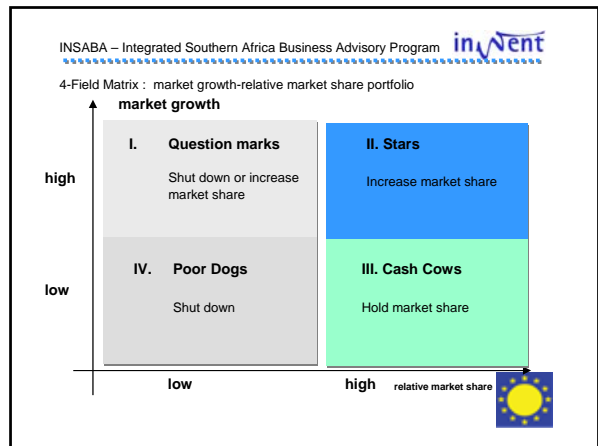 INSABA – Integrated Southern Africa Business Advisory Program
inWent
4-Field Matrix : market growth-relative market share portfolio
market growth
I. Question marks
Shut down or increase
market share
II. Stars
Increase market share
high
IV. Poor Dogs
Shut down
III. Cash Cows
Hold market share
low
low
high
relative market share